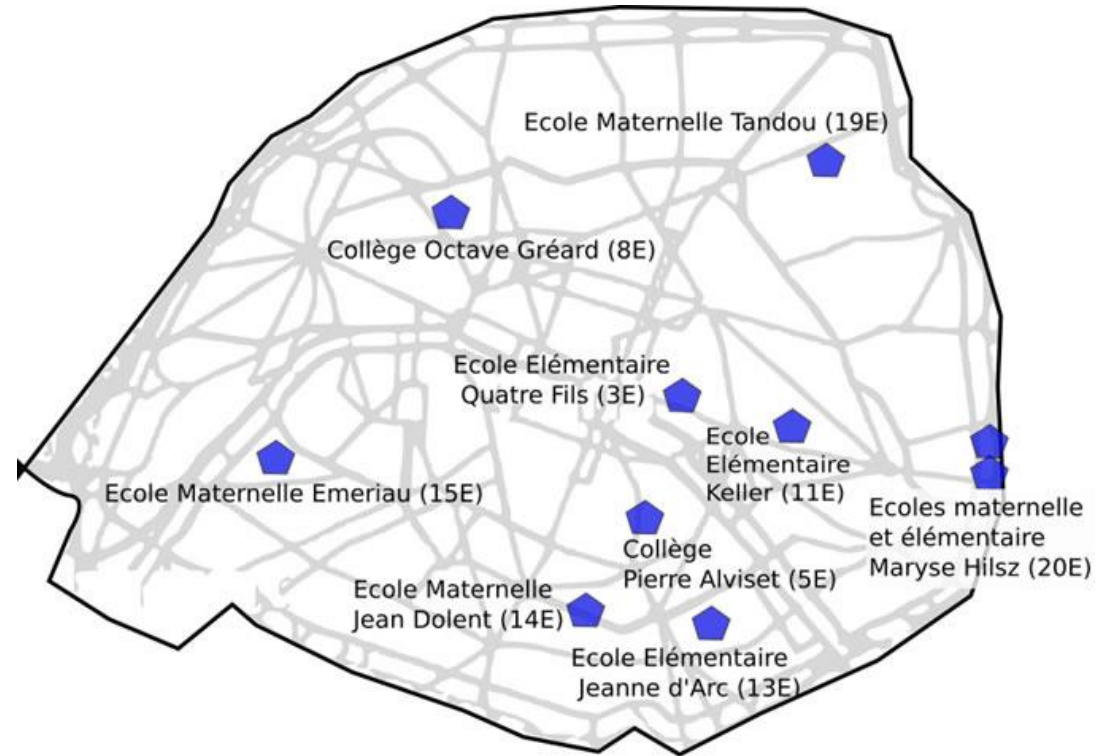 Ecole Maternelle Tandou (19E)
Collège Octave Gréard (8E)
Ecole Elémentaire
Quatre Fils (3E)
Ecole
Elémentaire
Keller (11E)
Ecole Maternelle Emeriau (15E)
Ecoles maternelle
et élémentaire
Maryse Hilsz (20E)
Collège
Pierre Alviset (5E)
Ecole Maternelle
Jean Dolent (14E)
Ecole Elémentaire
Jeanne d'Arc (13E)